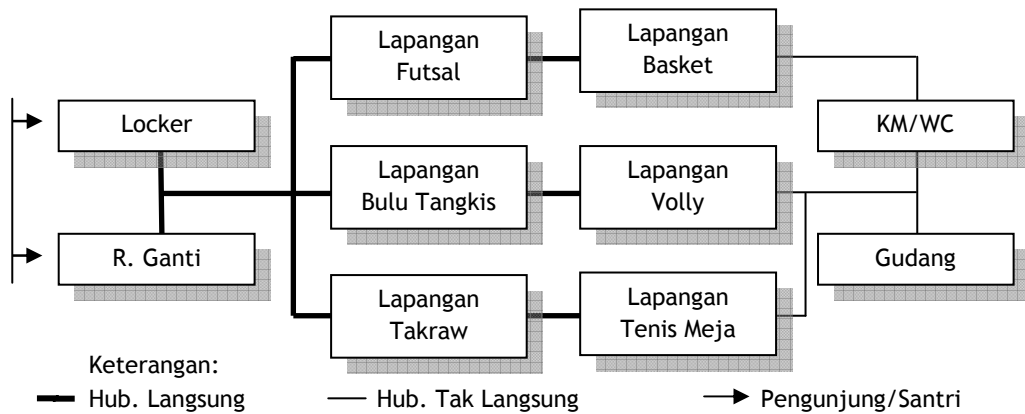 Lapangan
Futsal
Lapangan
Basket
Locker
KM/WC
Lapangan
Bulu Tangkis
Lapangan
Volly
R. Ganti
Gudang
Lapangan
Takraw
Lapangan
Tenis Meja
Keterangan:
Hub. Langsung
Hub. Tak Langsung
Pengunjung/Santri